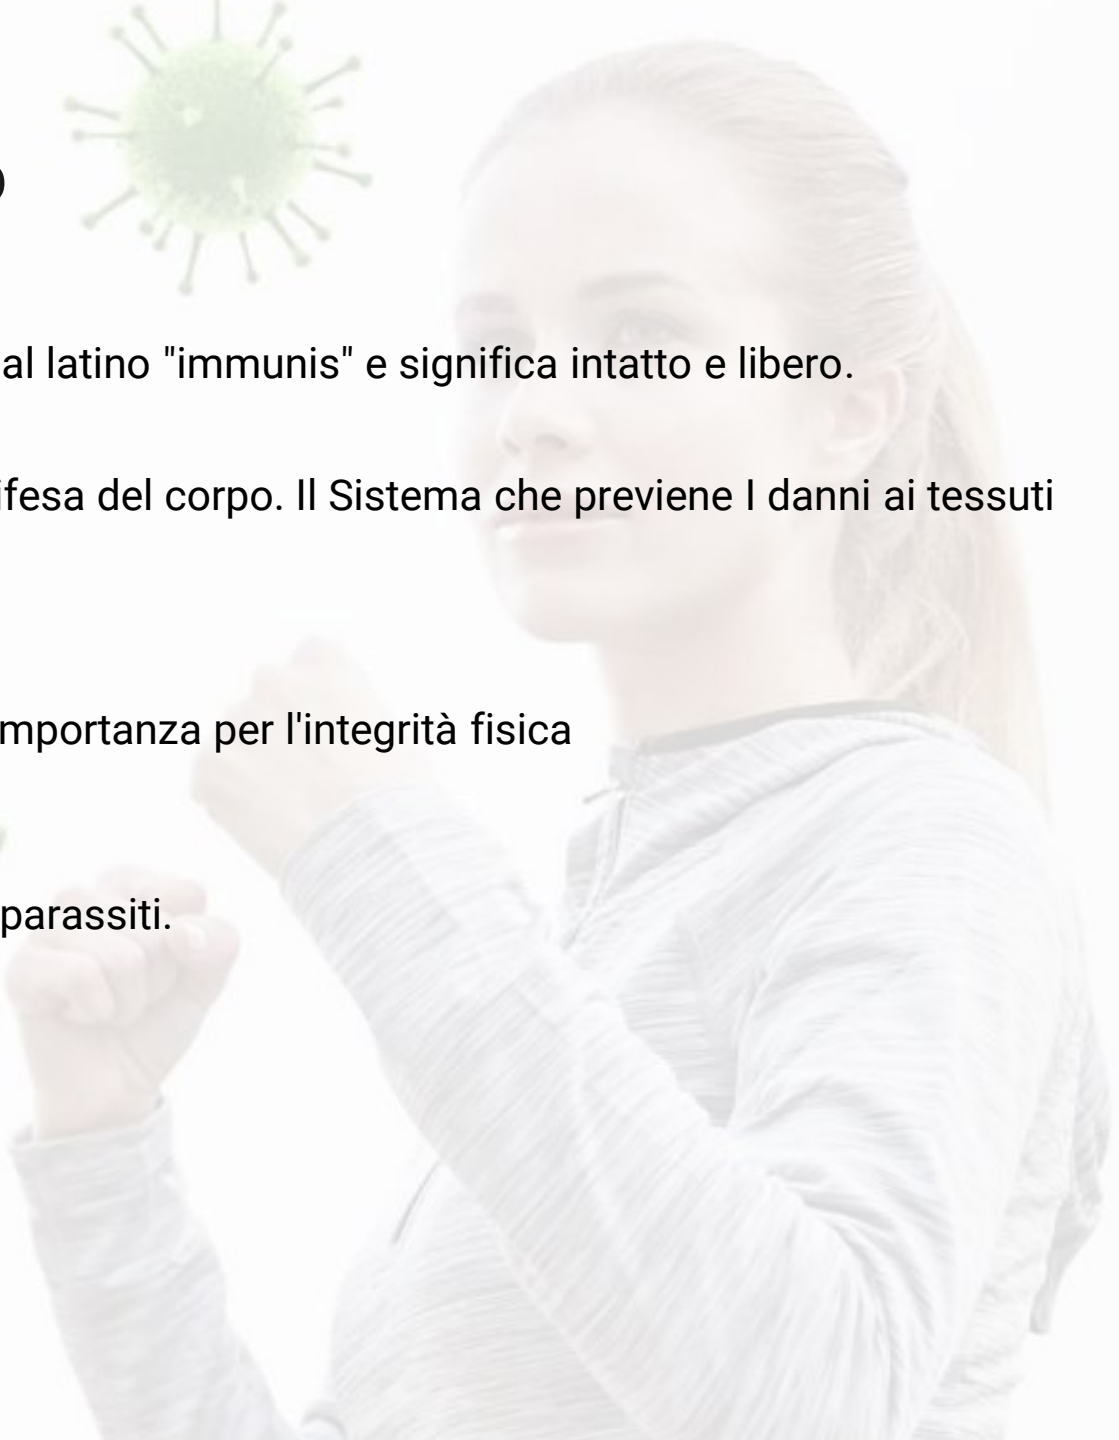 al latino "immunis" e significa intatto e libero.
ifesa del corpo. Il Sistema che previene I danni ai tessuti
mportanza per l'integrità fisica
parassiti.